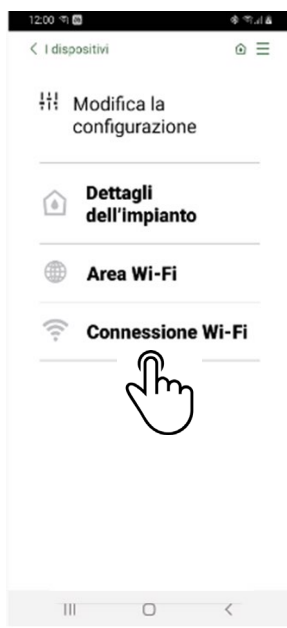 12:00
I dispositivi
Modifica la
configurazione
Dettagli
dell'impianto
Area Wi-Fi
Connessione Wi-Fi